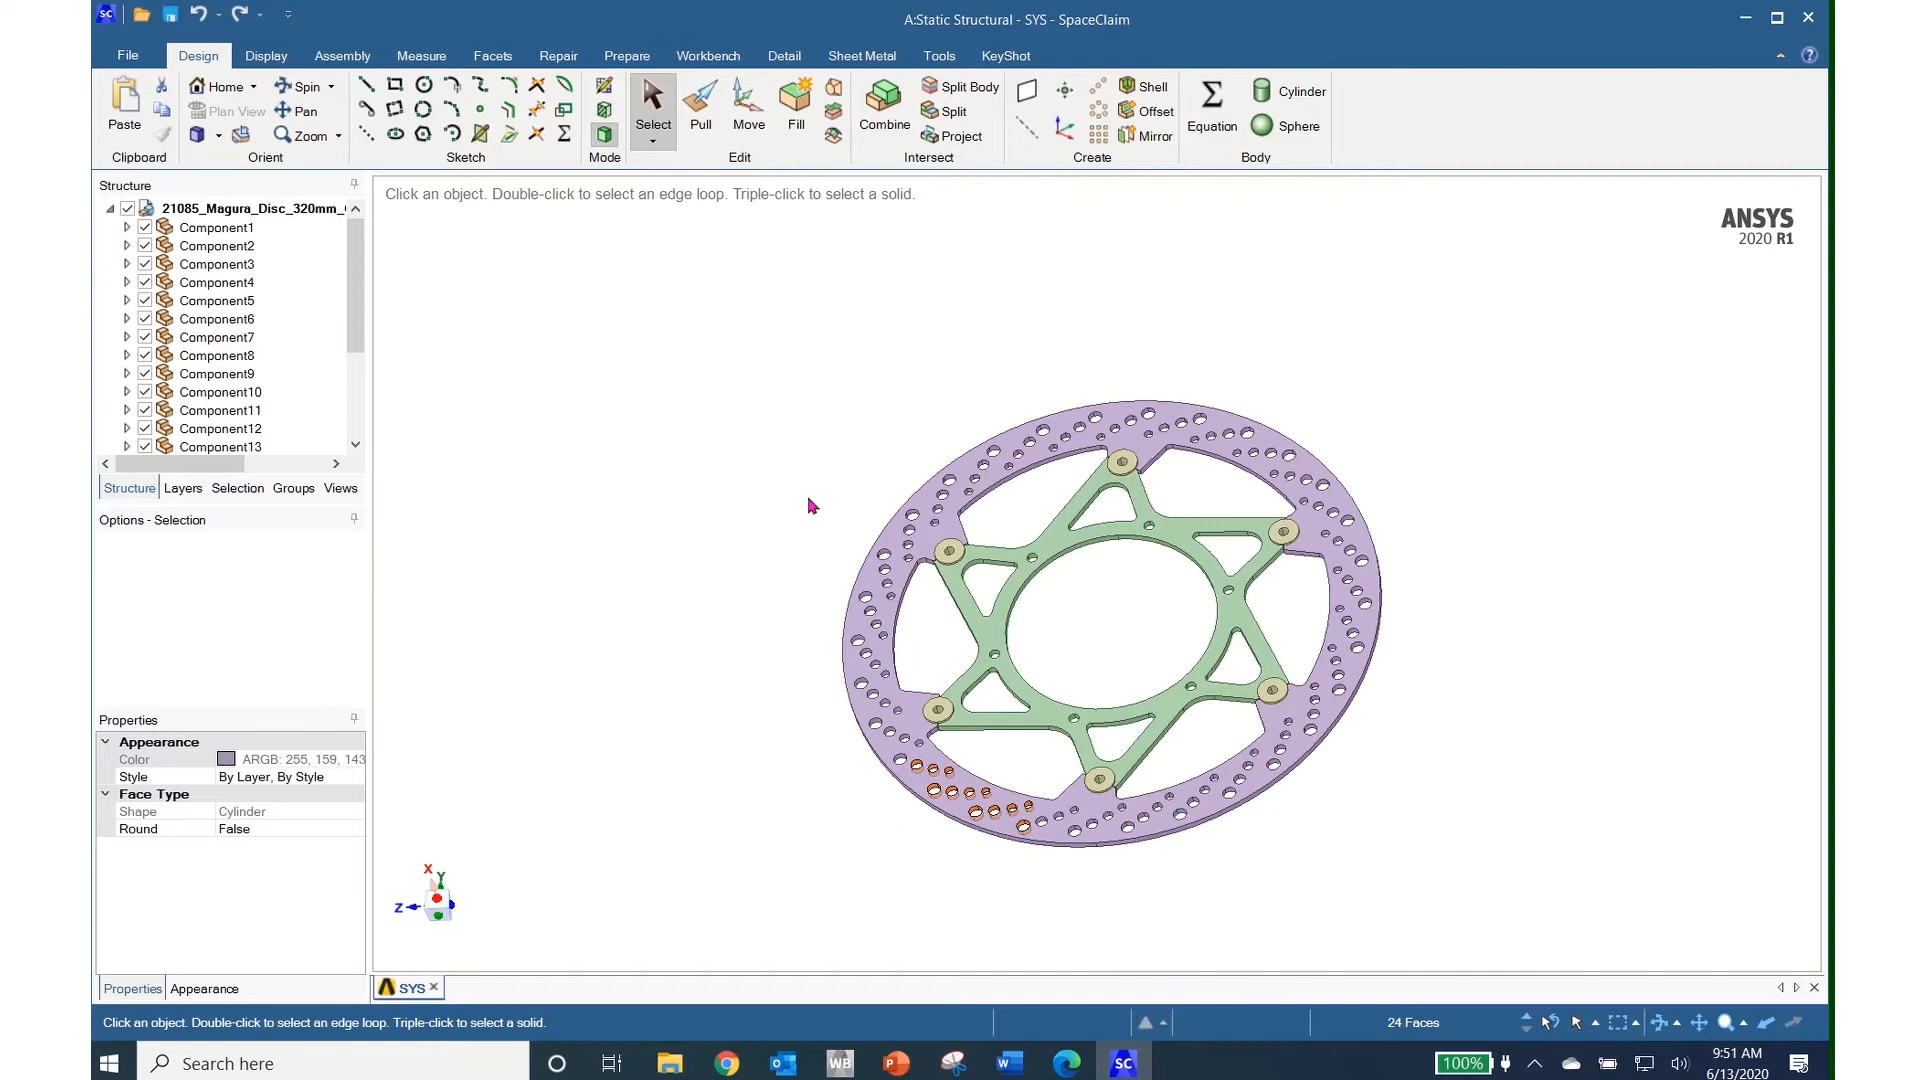 A:Static Structural - SYS - SpaceClaim
File Design Display Assembly Measure Facets Repair Prepare Workbench Detail Sheet Metal Tools KeyShot
Paste
Clipboard
Home Spin
Plan View Pan
Zoom
Orient
Sketch
Mode
Select Pull Move Fill
Edit
Combine
Split Body
Split
Project
Intersect
Shell
Offset
Mirror
Create
Equation
Cylinder
Sphere
Body
Structure
21085_Magura_Disc_320mm_
Component1
Component2
Component3
Component4
Component5
Component6
Component7
Component8
Component9
Component10
Component11
Component12
Component13
Structure Layers Selection Groups Views
Options - Selection
Properties
Appearance
Color ARGB: 255, 159, 143
Style By Layer, By Style
Face Type
Shape Cylinder
Round False
Properties Appearance
Click an object. Double-click to select an edge loop. Triple-click to select a solid.
ANSYS
2020 R1
X
Y
Z
SYS
Click an object. Double-click to select an edge loop. Triple-click to select a solid.
24 Faces
Search here
WB
SC
100%
9:51 AM
6/13/2020